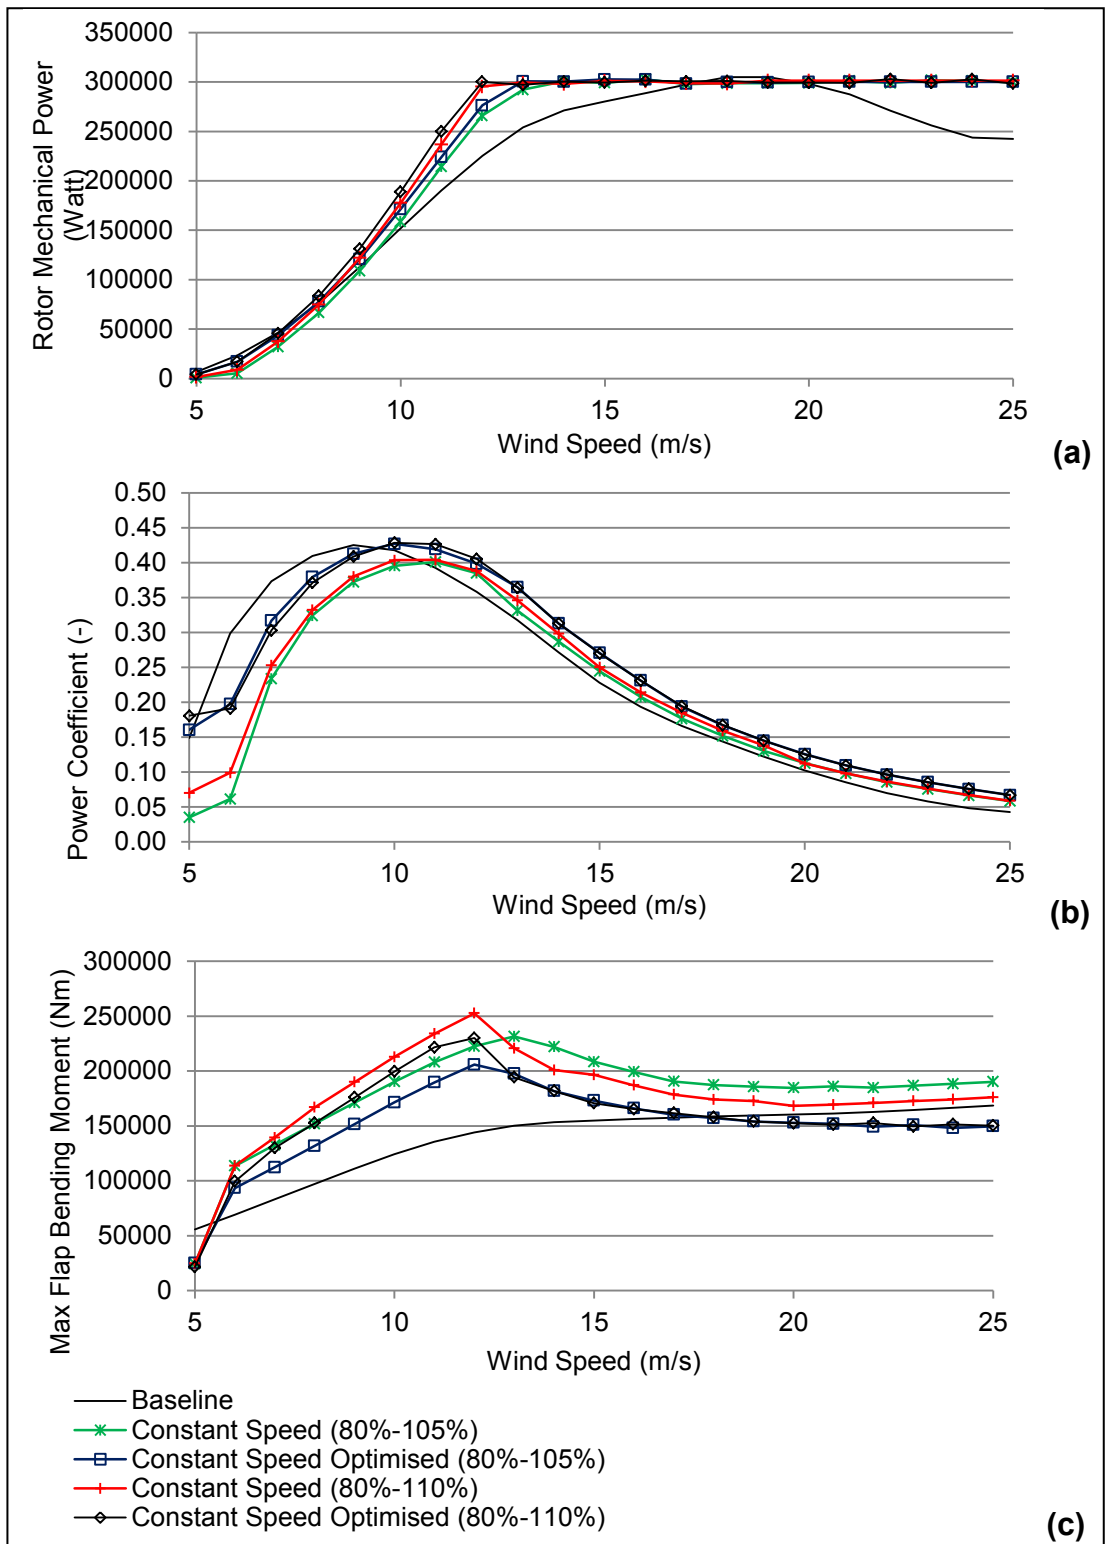 350000
300000
250000
200000
150000
100000
50000
0
Rotor Mechanical Power
(Watt)
5 10 15 20 25
Wind Speed (m/s)
(a)
0.50
0.45
0.40
0.35
0.30
0.25
0.20
0.15
0.10
0.05
0.00
Power Coefficient (-)
5 10 15 20 25
Wind Speed (m/s)
(b)
300000
250000
200000
150000
100000
50000
0
Max Flap Bending Moment (Nm)
5 10 15 20 25
Wind Speed (m/s)
Baseline
Constant Speed (80%-105%)
Constant Speed Optimised (80%-105%)
Constant Speed (80%-110%)
Constant Speed Optimised (80%-110%)
(c)